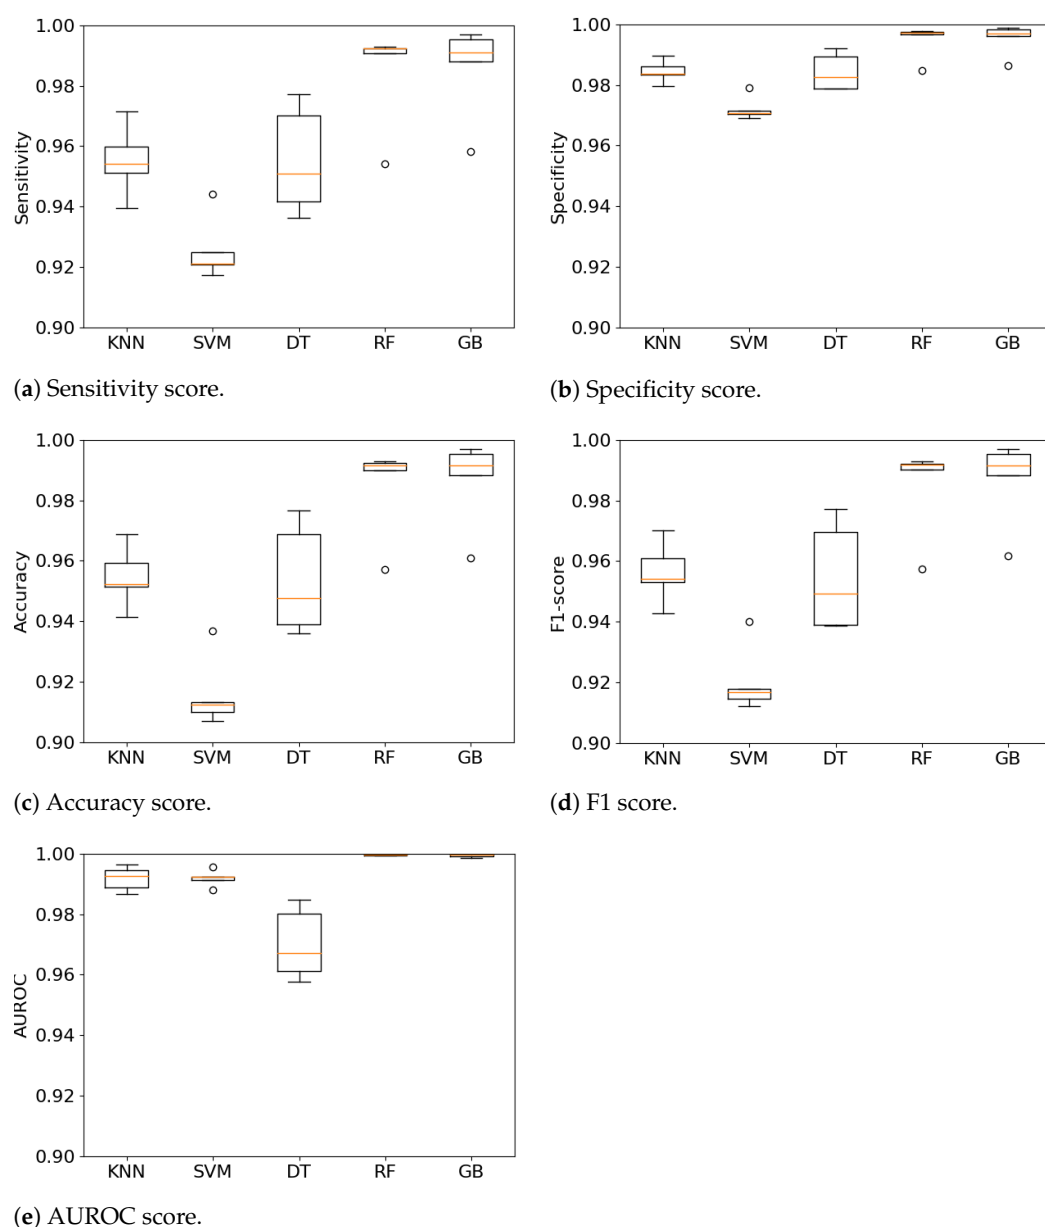 1.00
0.98
0.96
0.94
0.92
0.90
Sensitivity
KNN SVM DT RF GB
(a) Sensitivity score.
1.00
0.98
0.96
0.94
0.92
0.90
Specificity
KNN SVM DT RF GB
(b) Specificity score.
1.00
0.98
0.96
0.94
0.92
0.90
Accuracy
KNN SVM DT RF GB
(c) Accuracy score.
1.00
0.98
0.96
0.94
0.92
0.90
F1-score
KNN SVM DT RF GB
(d) F1 score.
1.00
0.98
0.96
0.94
0.92
0.90
AUROC
KNN SVM DT RF GB
(e) AUROC score.